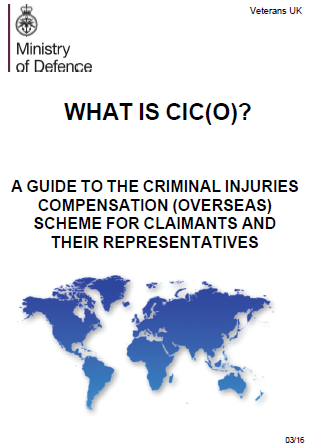 Veterans UK
Ministry
of Defence
WHAT IS CIC(O)?
A GUIDE TO THE CRIMINAL INJURIES
COMPENSATION (OVERSEAS)
SCHEME FOR CLAIMANTS AND
THEIR REPRESENTATIVES
03/16